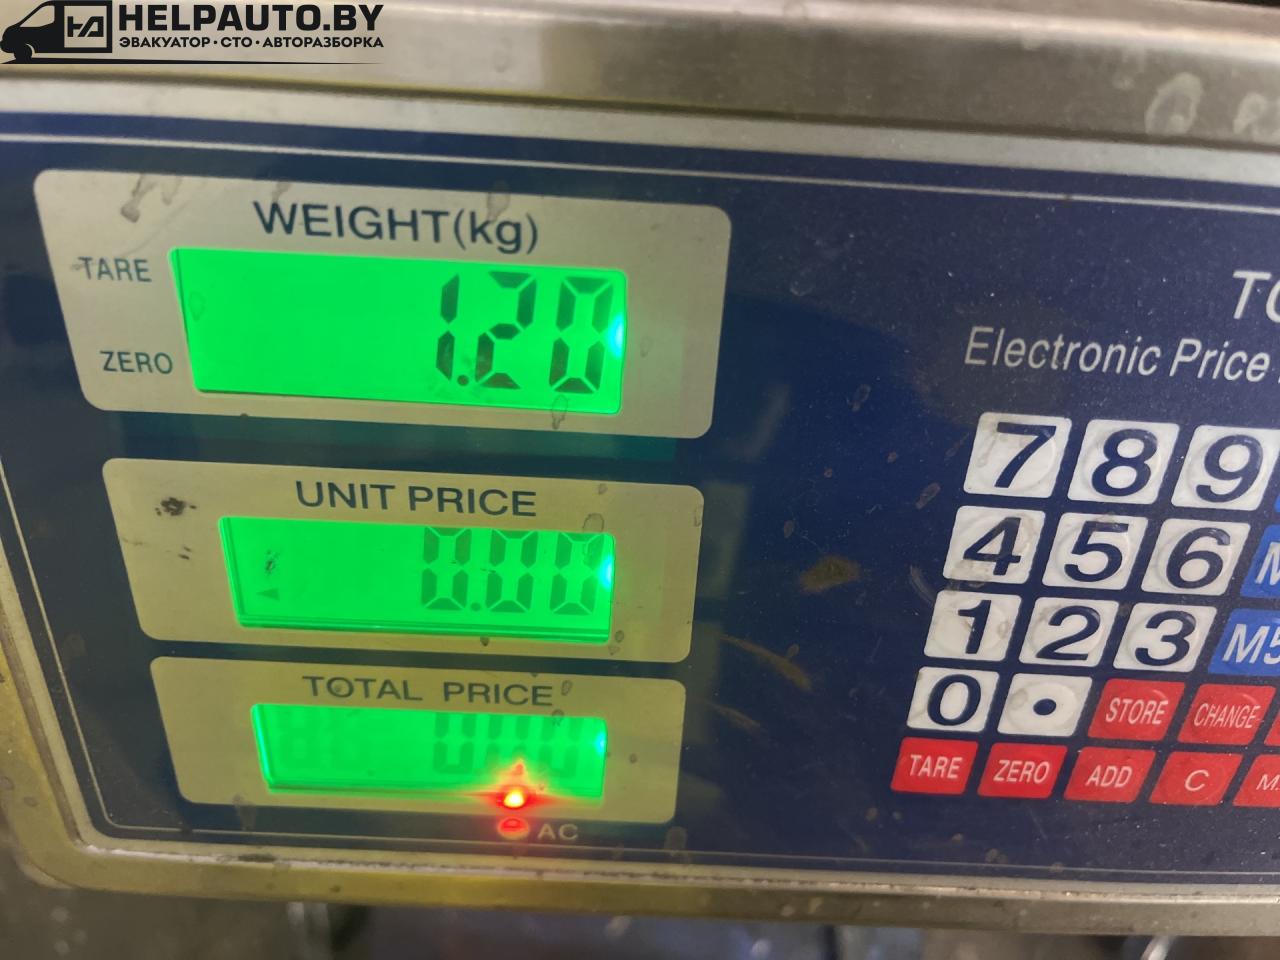 HELPAUTO.BY
ЭВАКУАТОР·СТО·АВТОРАЗБОРКА
WEIGHT(kg)
TARE
1.20
ZERO
UNIT PRICE
0.00
TOTAL PRICE
0.00
AC
Electronic Price
7 8 9
4 5 6
1 2 3
M5
0 .
STORE
CHANGE
TARE
ZERO
ADD
C